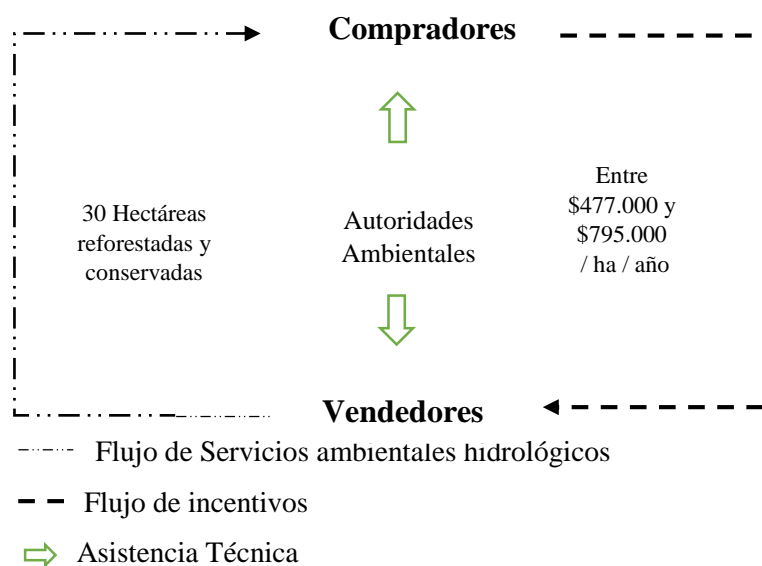 Compradores
30 Hectáreas
reforestadas y
conservadas
Autoridades
Ambientales
Entre
$477.000 y
$795.000
/ ha / año
Vendedores
Flujo de Servicios ambientales hidrológicos
Flujo de incentivos
Asistencia Técnica